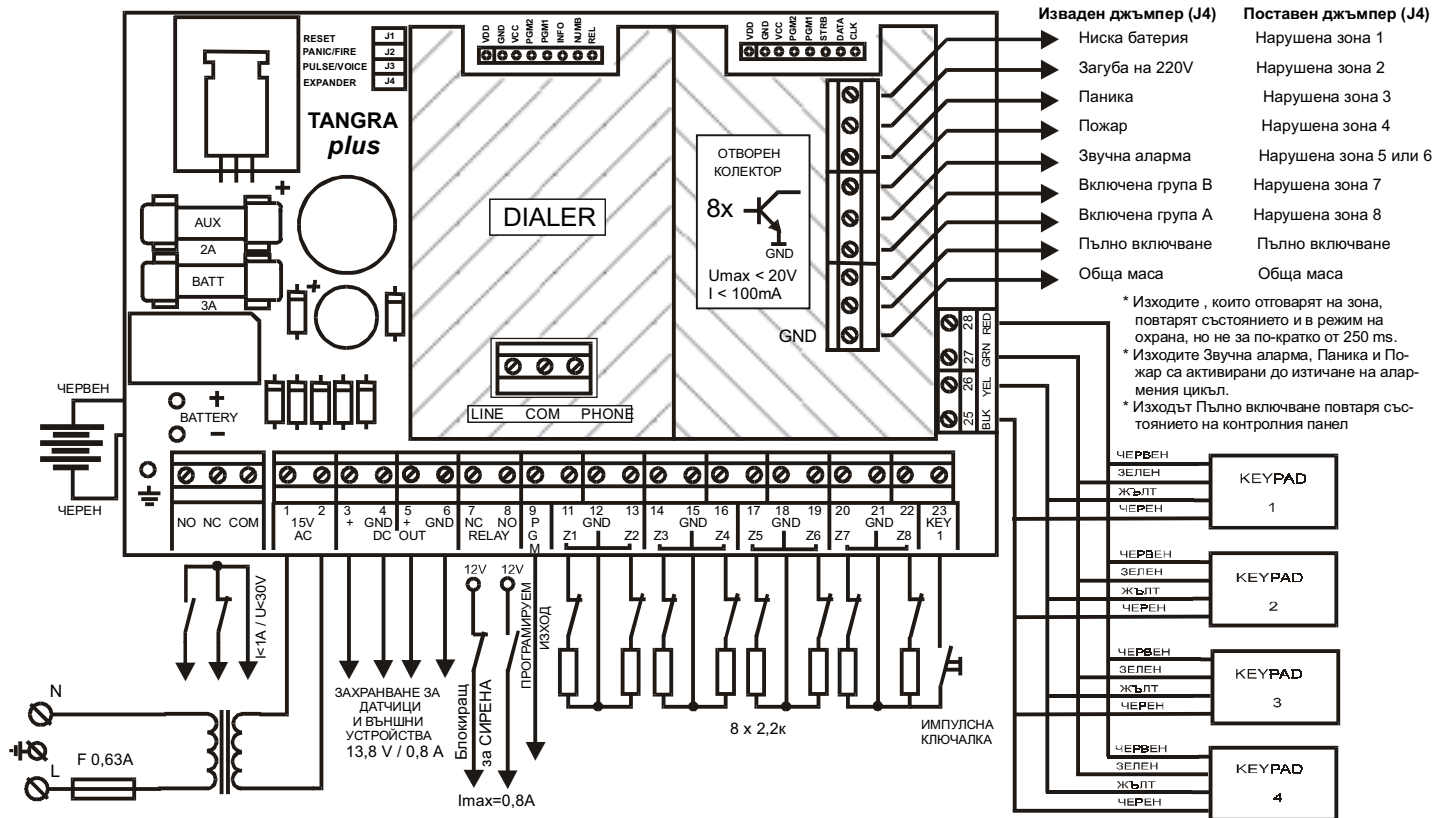 Изваден джъмпер (J4) Поставен джъмпер (J4)
Ниска батерия Нарушена зона 1
Загуба на 220V Нарушена зона 2
Паника Нарушена зона 3
Пожар Нарушена зона 4
Звучна аларма Нарушена зона 5 или 6
Включена група В Нарушена зона 7
Включена група А Нарушена зона 8
Пълно включване Пълно включване
Обща маса Обща маса
* Изходите , които отговарят на зона,
повтарят състоянието и в режим на
охрана, но не за по-кратко от 250 ms.
* Изходите Звучна аларма, Паника и По-
жар са активирани до изтичане на алар-
мения цикъл.
* Изходът Пълно включване повтаря със-
тоянието на контролния панел
RESET J1
PANIC/FIRE J2
PULSE/VOICE J3
EXPANDER J4
TANGRA
plus
VDD GND VCC PGM2 PGM1 INFO NUMB REL
VDD GND VCC PGM2 PGM1 STRB DATA CLK
AUX
2A
BATT
3A
+
+
DIALER
ОТВОРЕН
КОЛЕКТОР
8x
GND
Umax < 20V
I < 100mA
GND
LINE COM PHONE
28 RED
27 GRN
26 YEL
25 BLK
ЧЕРВЕН
+
BATTERY
−
ЧЕРЕН
NO NC COM
1 2
15V
AC
3 4 5 6
+ GND + GND
DC OUT
7 8
NC NO
RELAY
9
P
G
M
11 12 13
GND
Z1 Z2
14 15 16
GND
Z3 Z4
17 18 19
GND
Z5 Z6
20 21 22
GND
Z7 Z8
23
KEY
1
I<1A / U<30V
ЗАХРАНВАНЕ ЗА
ДАТЧИЦИ
И ВЪНШНИ
УСТРОЙСТВА
13,8 V / 0,8 A
12V 12V
Блокиращ
за СИРЕНА
Imax=0,8A
ПРОГРАМИРУЕМ
ИЗХОД
8 x 2,2к
ИМПУЛСНА
КЛЮЧАЛКА
N
L
F 0,63A
ЧЕРВЕН
ЗЕЛЕН
ЖЪЛТ
ЧЕРЕН
KEYPAD
1
ЧЕРВЕН
ЗЕЛЕН
ЖЪЛТ
ЧЕРЕН
KEYPAD
2
ЧЕРВЕН
ЗЕЛЕН
ЖЪЛТ
ЧЕРЕН
KEYPAD
3
ЧЕРВЕН
ЗЕЛЕН
ЖЪЛТ
ЧЕРЕН
KEYPAD
4